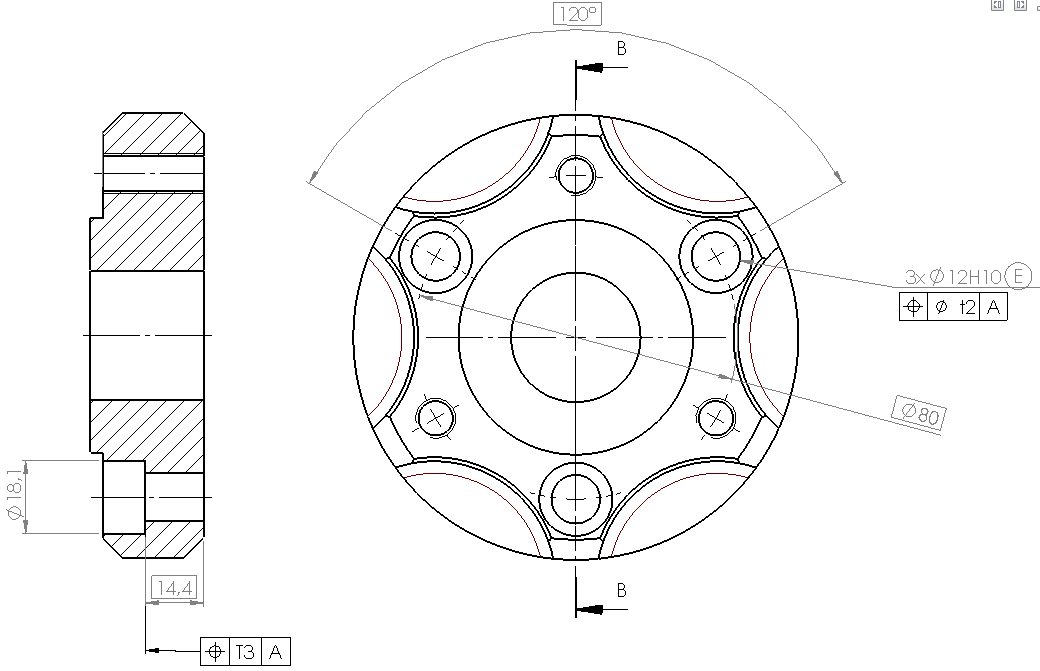 120°
B
3x Ø12H10 Ⓔ
⌖ Ø t2 A
Ø80
Ø18,1
14,4
B
⌖ T3 A